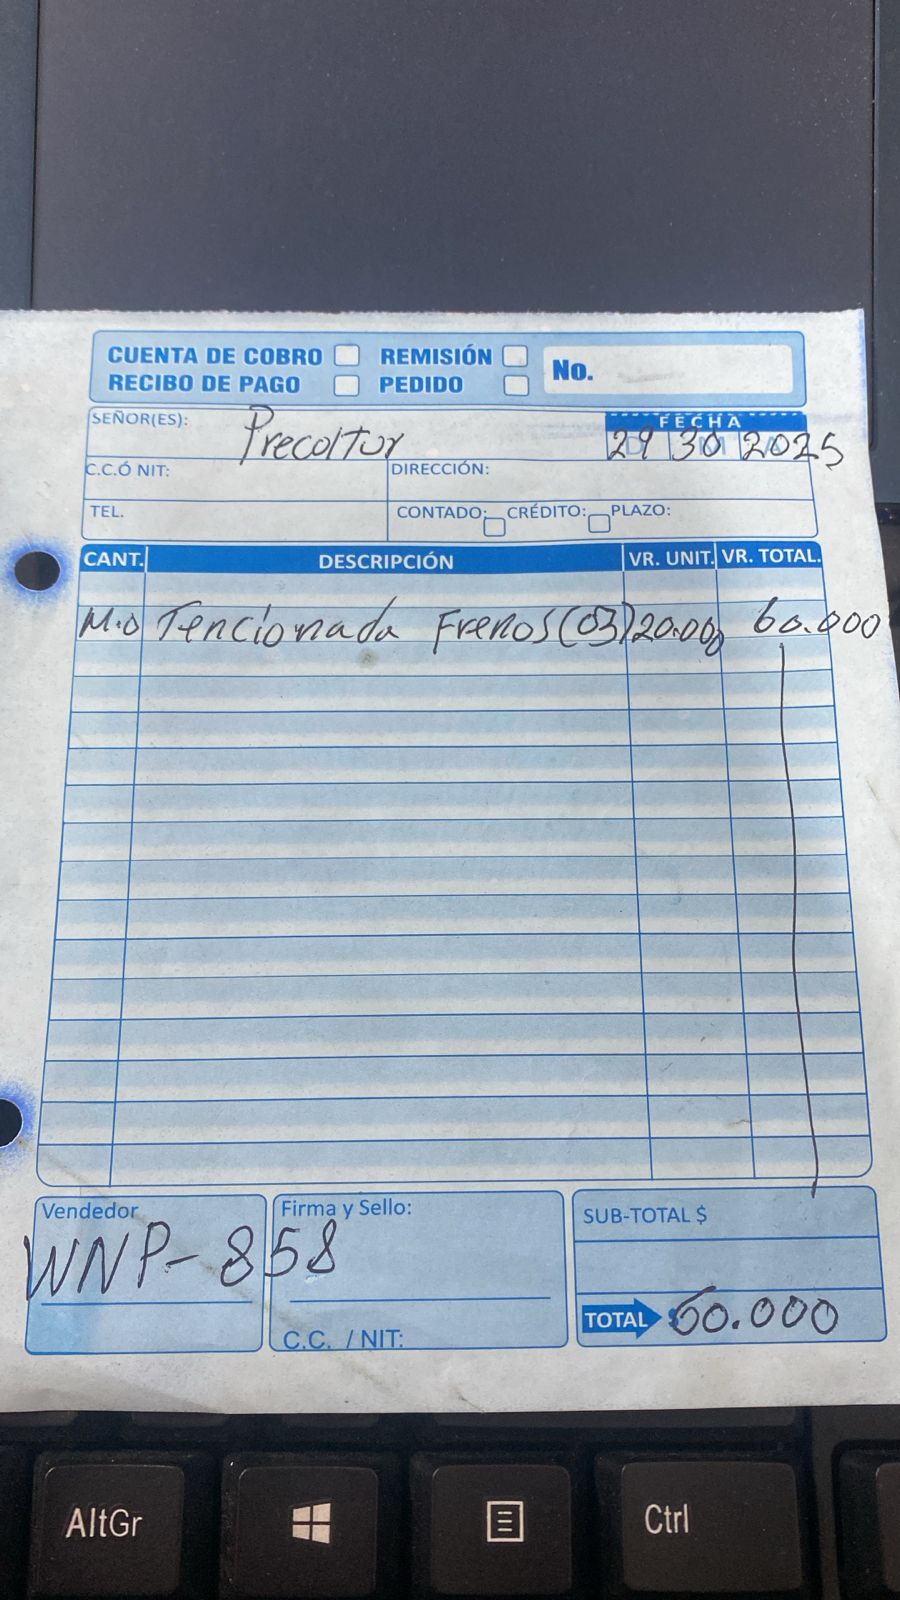 CUENTA DE COBRO REMISIÓN No.
RECIBO DE PAGO PEDIDO
SEÑOR(ES): Precoltur FECHA
29 30 2025
C.C.Ó NIT: DIRECCIÓN:
TEL. CONTADO: CRÉDITO: PLAZO:
CANT. DESCRIPCIÓN VR. UNIT. VR. TOTAL.
M.O Tencionada Frenos (03) 20.000 60.000
Vendedor Firma y Sello: SUB-TOTAL $
WNP-858
TOTAL $ 60.000
C.C. / NIT:
AltGr Ctrl